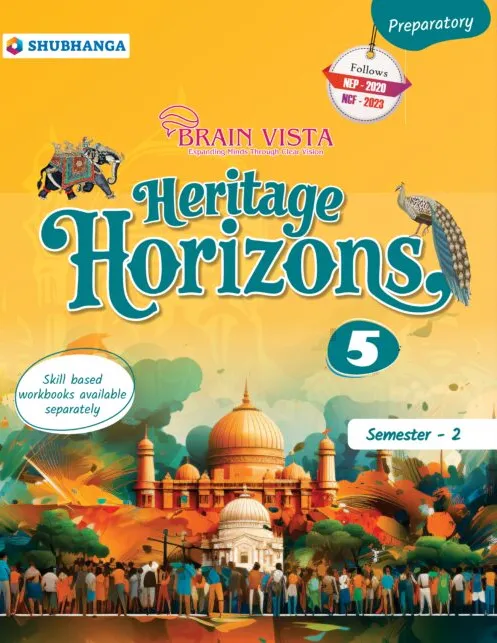 Preparatory
SHUBHANGA
Follows
NEP - 2020
NCF - 2023
BRAIN VISTA
Expanding Minds Through Clear Vision
Heritage
Horizons
5
Skill based
workbooks available
separately
Semester - 2